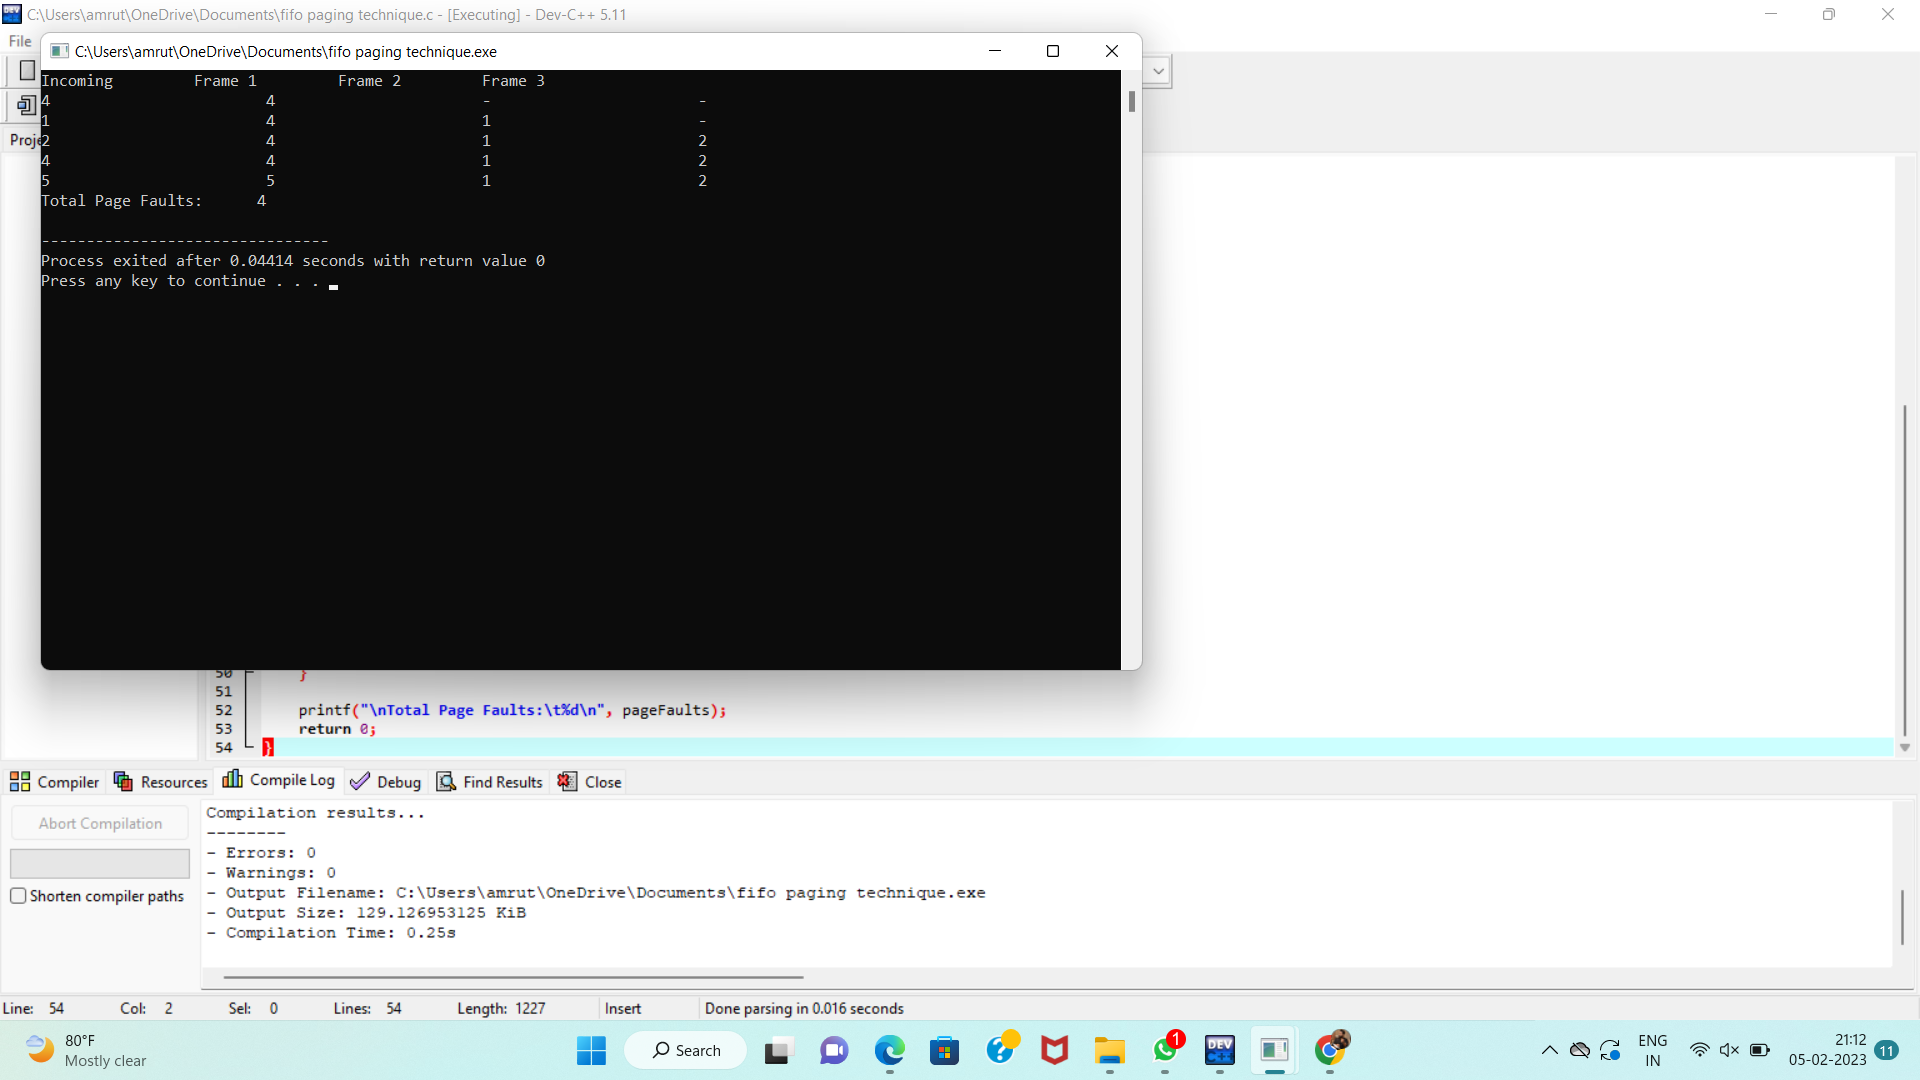 C:\Users\amrut\OneDrive\Documents\fifo paging technique.c - [Executing] - Dev-C++ 5.11
File
C:\Users\amrut\OneDrive\Documents\fifo paging technique.exe
Incoming Frame 1 Frame 2 Frame 3
4 4 - -
1 4 1 -
2 4 1 2
4 4 1 2
5 5 1 2
Total Page Faults: 4
--------------------------------
Process exited after 0.04414 seconds with return value 0
Press any key to continue . . .
50 }
51
52 printf("\nTotal Page Faults:\t%d\n", pageFaults);
53 return 0;
54 }
Compiler Resources Compile Log Debug Find Results Close
Abort Compilation
Shorten compiler paths
Compilation results...
--------
- Errors: 0
- Warnings: 0
- Output Filename: C:\Users\amrut\OneDrive\Documents\fifo paging technique.exe
- Output Size: 129.126953125 KiB
- Compilation Time: 0.25s
Line: 54 Col: 2 Sel: 0 Lines: 54 Length: 1227 Insert Done parsing in 0.016 seconds
80°F
Mostly clear
Search
1
DEV
C++
ENG
IN
21:12
05-02-2023
11